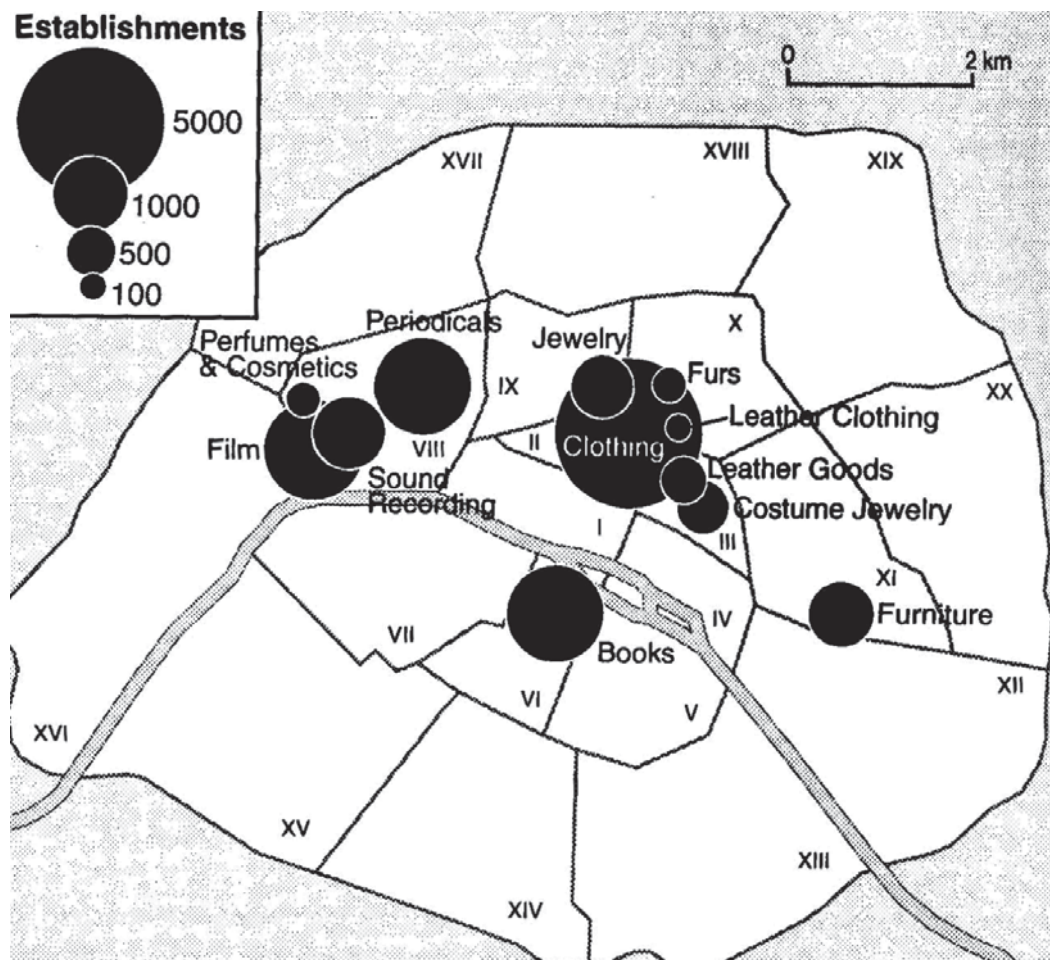 Establishments
5000
1000
500
100
0 2 km
XVII
XVIII
XIX
Periodicals
Perfumes
& Cosmetics
Jewelry
X
IX
Furs
XX
Leather Clothing
Film
VIII
II
Clothing
Leather Goods
Sound
Recording
Costume Jewelry
I
III
XI
Furniture
IV
VII
Books
VI
V
XII
XVI
XV
XIII
XIV